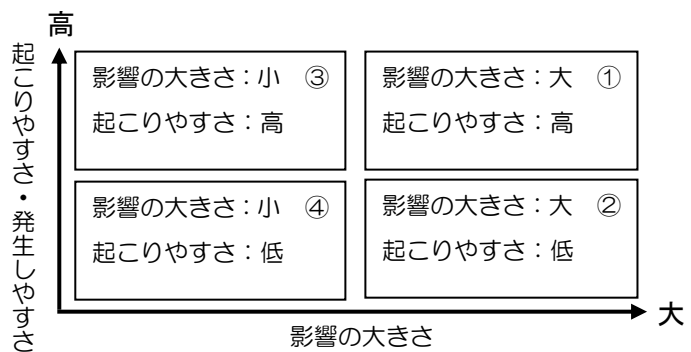 高
起こりやすさ・発生しやすさ
影響の大きさ：小　③
起こりやすさ：高
影響の大きさ：大　①
起こりやすさ：高
影響の大きさ：小　④
起こりやすさ：低
影響の大きさ：大　②
起こりやすさ：低
大
影響の大きさ